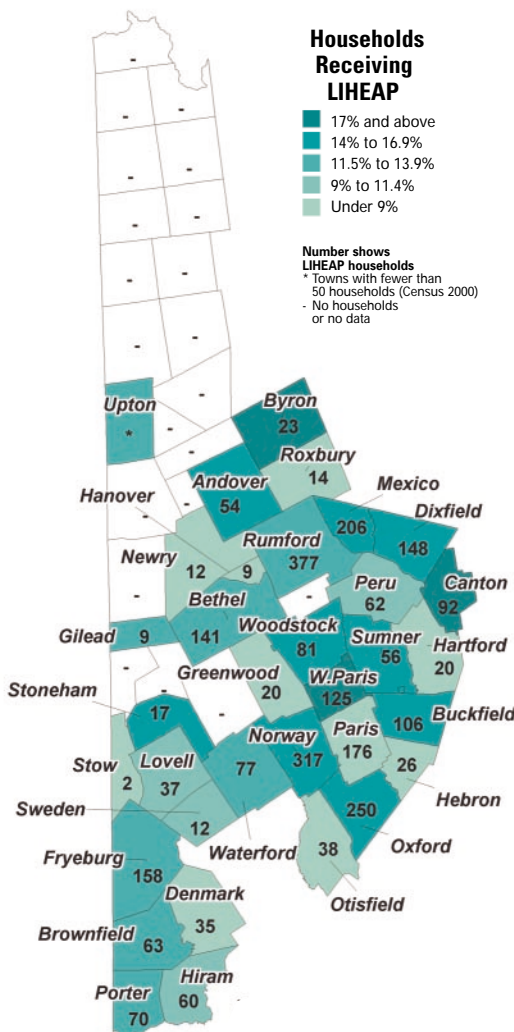 Households
Receiving
LIHEAP
17% and above
14% to 16.9%
11.5% to 13.9%
9% to 11.4%
Under 9%
Number shows
LIHEAP households
* Towns with fewer than
50 households (Census 2000)
- No households
or no data
-
-
-
-
-
-
-
-
-
-
-
-
Upton
*
-
-
Byron
23
Roxbury
14
Hanover
Andover
54
-
-
Mexico
206
Dixfield
148
Newry
12
9
Rumford
377
-
-
Peru
62
Canton
92
Bethel
141
Gilead
9
Woodstock
81
Sumner
56
Hartford
20
Greenwood
20
W.Paris
125
-
-
-
Stoneham
17
Norway
317
Paris
176
106
Buckfield
Stow
2
Lovell
37
77
26
Hebron
Sweden
12
Waterford
250
Oxford
38
Otisfield
Fryeburg
158
Denmark
35
Brownfield
63
Hiram
60
Porter
70